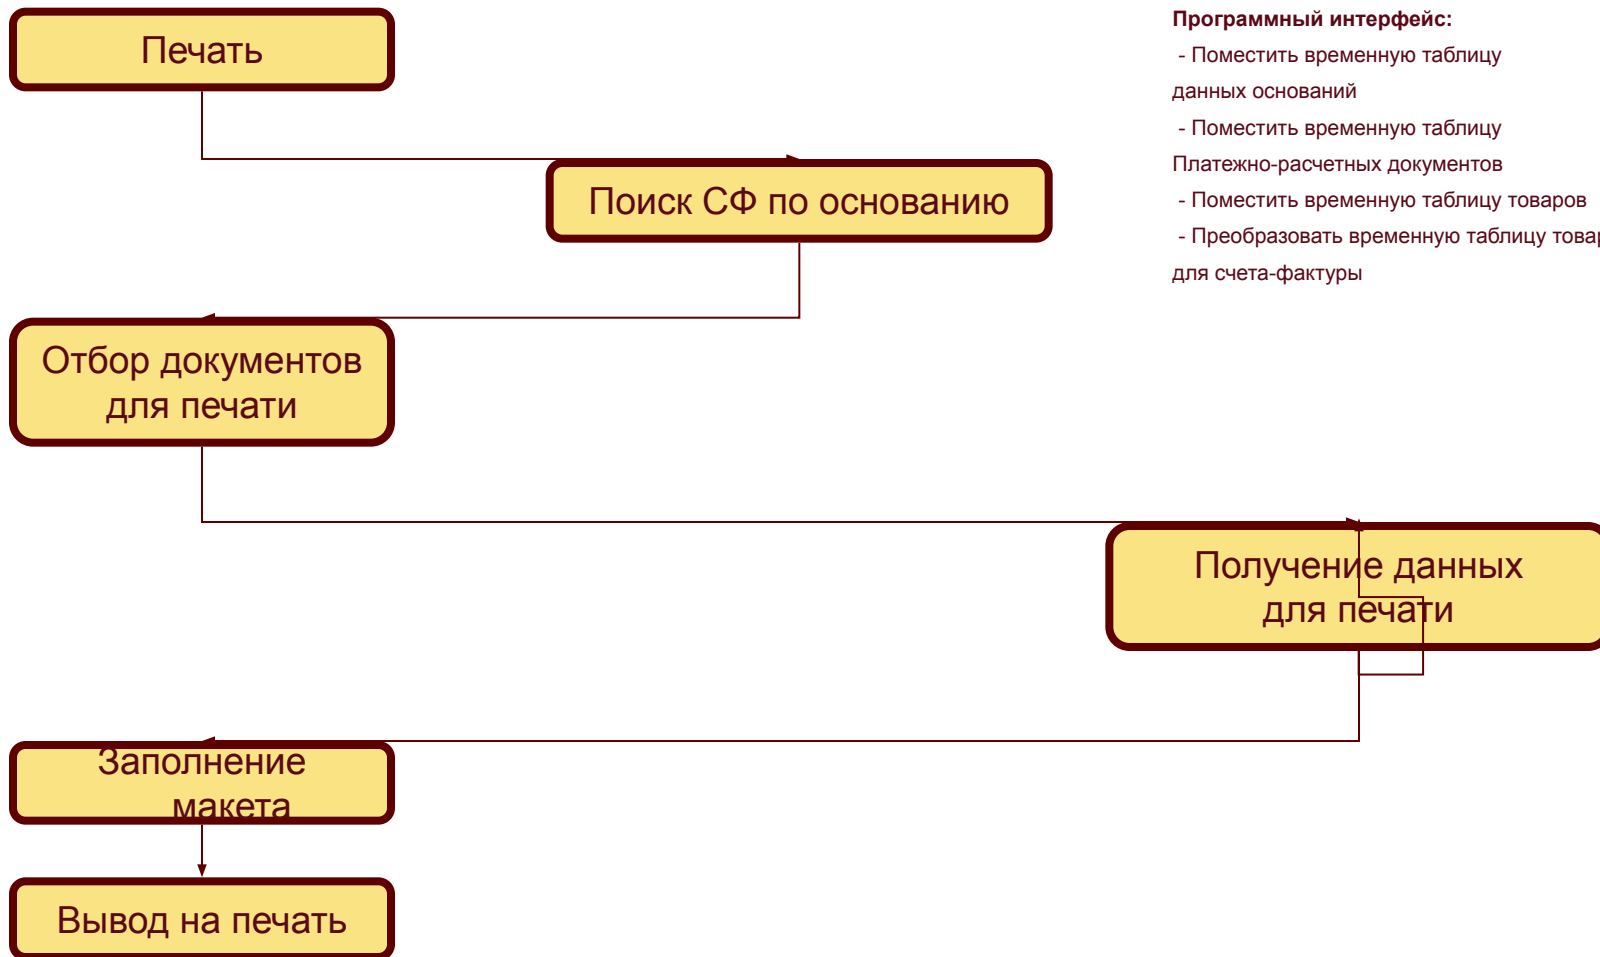 Печать
Программный интерфейс:
- Поместить временную таблицу
данных оснований
- Поместить временную таблицу
Платежно-расчетных документов
- Поместить временную таблицу товаров
- Преобразовать временную таблицу
для счета-фактуры
Поиск СФ по основанию
Отбор документов
для печати
Получение данных
для печати
Заполнение
макета
Вывод на печать